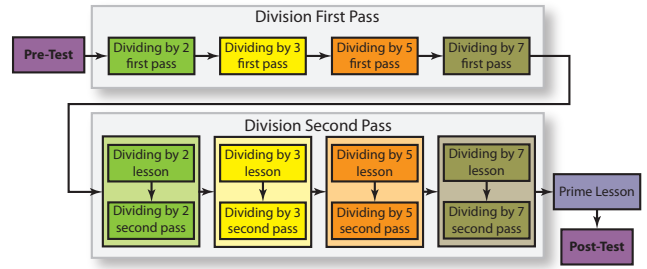 Division First Pass
Pre-Test
Dividing by 2
first pass
Dividing by 3
first pass
Dividing by 5
first pass
Dividing by 7
first pass
Division Second Pass
Dividing by 2
lesson
Dividing by 2
second pass
Dividing by 3
lesson
Dividing by 3
second pass
Dividing by 5
lesson
Dividing by 5
second pass
Dividing by 7
lesson
Dividing by 7
second pass
Prime Lesson
Post-Test